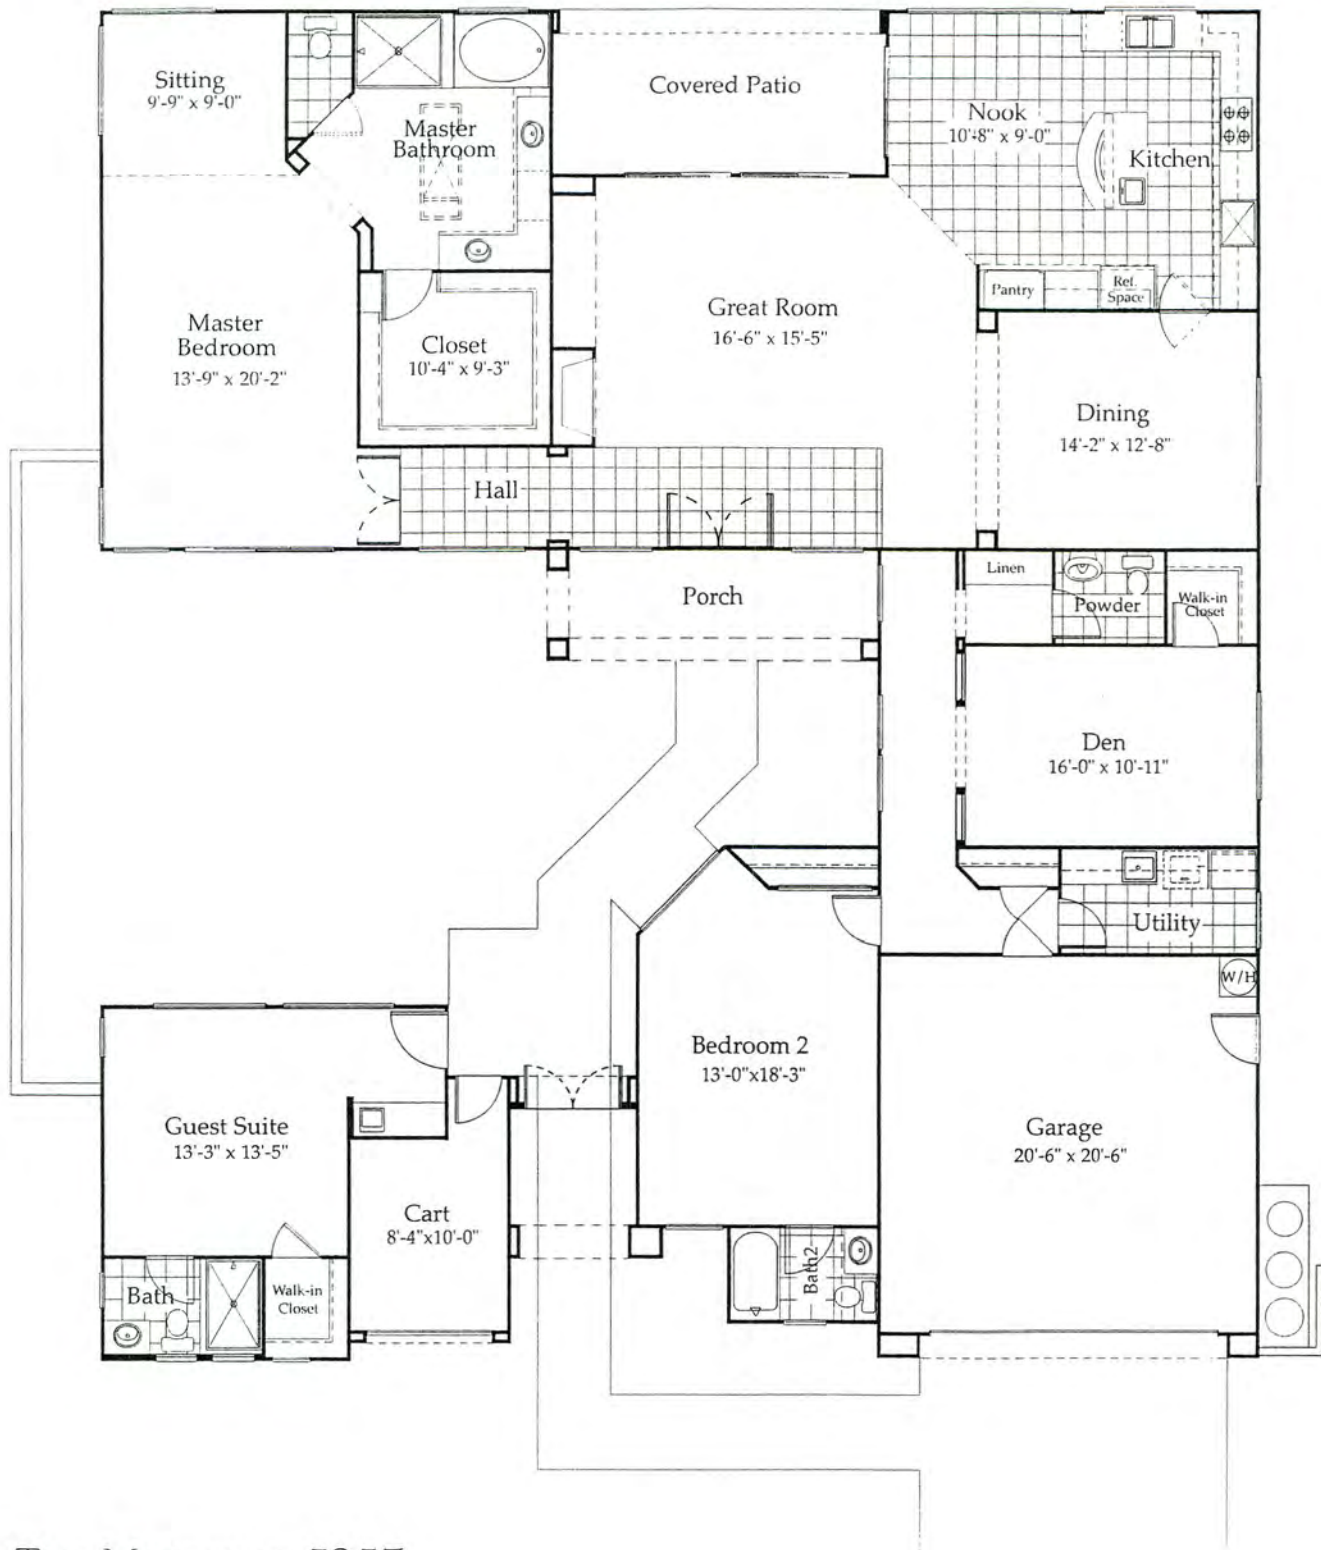 Sitting
9'-9" x 9'-0"
Master
Bathroom
Covered Patio
Nook
10'-8" x 9'-0"
Kitchen
Master
Bedroom
13'-9" x 20'-2"
Closet
10'-4" x 9'-3"
Great Room
16'-6" x 15'-5"
Pantry
Ref.
Space
Dining
14'-2" x 12'-8"
Hall
Porch
Linen
Powder
Walk-in
Closet
Den
16'-0" x 10'-11"
Utility
W/H
Bedroom 2
13'-0"x18'-3"
Guest Suite
13'-3" x 13'-5"
Garage
20'-6" x 20'-6"
Cart
8'-4"x10'-0"
Bath
Walk-in
Closet
Bath2